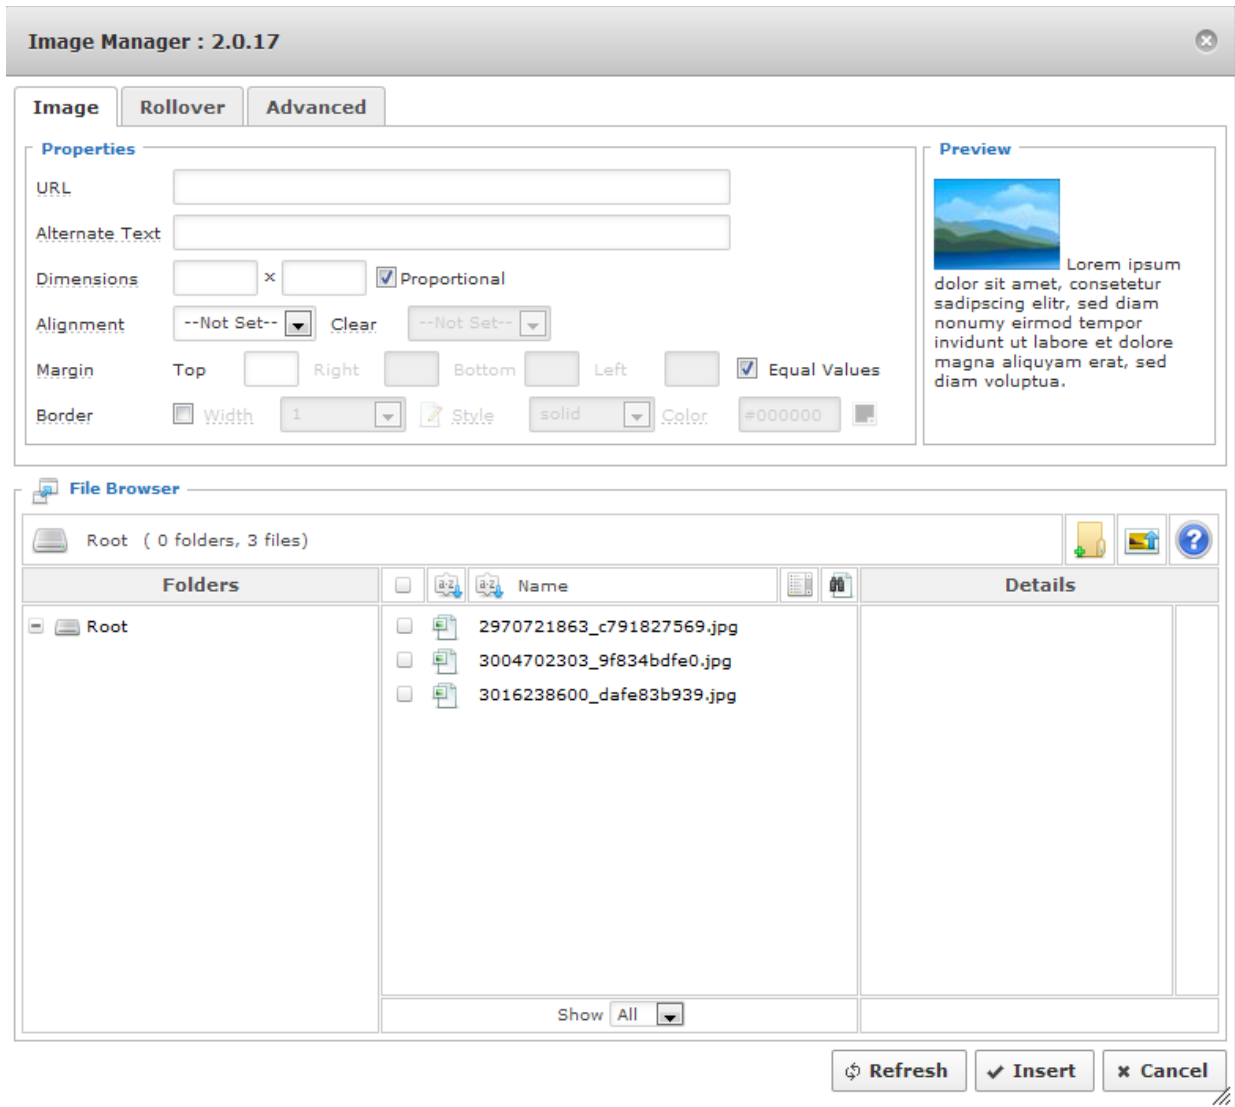 Image Manager : 2.0.17
Image Rollover Advanced
Properties
URL
Alternate Text
Dimensions × Proportional
Alignment --Not Set-- Clear --Not Set--
Margin Top Right Bottom Left Equal Values
Border Width 1 Style solid Color #000000
Preview
Lorem ipsum
dolor sit amet, consetetur
sadipscing elitr, sed diam
nonumy eirmod tempor
invidunt ut labore et dolore
magna aliquyam erat, sed
diam voluptua.
File Browser
Root ( 0 folders, 3 files)
Folders a-z a-z Name Details
Root
2970721863_c791827569.jpg
3004702303_9f834bdfe0.jpg
3016238600_dafe83b939.jpg
Show All
Refresh Insert Cancel